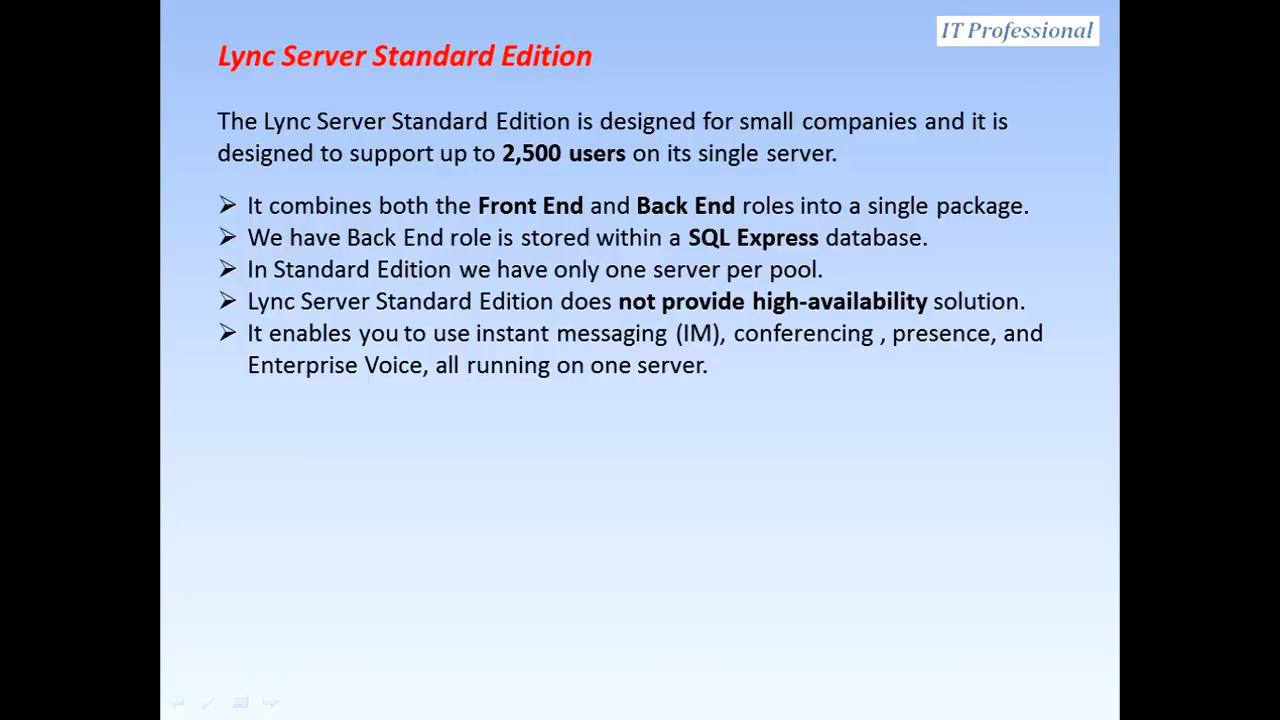 IT Professional
Lync Server Standard Edition
The Lync Server Standard Edition is designed for small companies and it is
designed to support up to 2,500 users on its single server.
➢ It combines both the Front End and Back End roles into a single package.
➢ We have Back End role is stored within a SQL Express database.
➢ In Standard Edition we have only one server per pool.
➢ Lync Server Standard Edition does not provide high-availability solution.
➢ It enables you to use instant messaging (IM), conferencing , presence, and
Enterprise Voice, all running on one server.